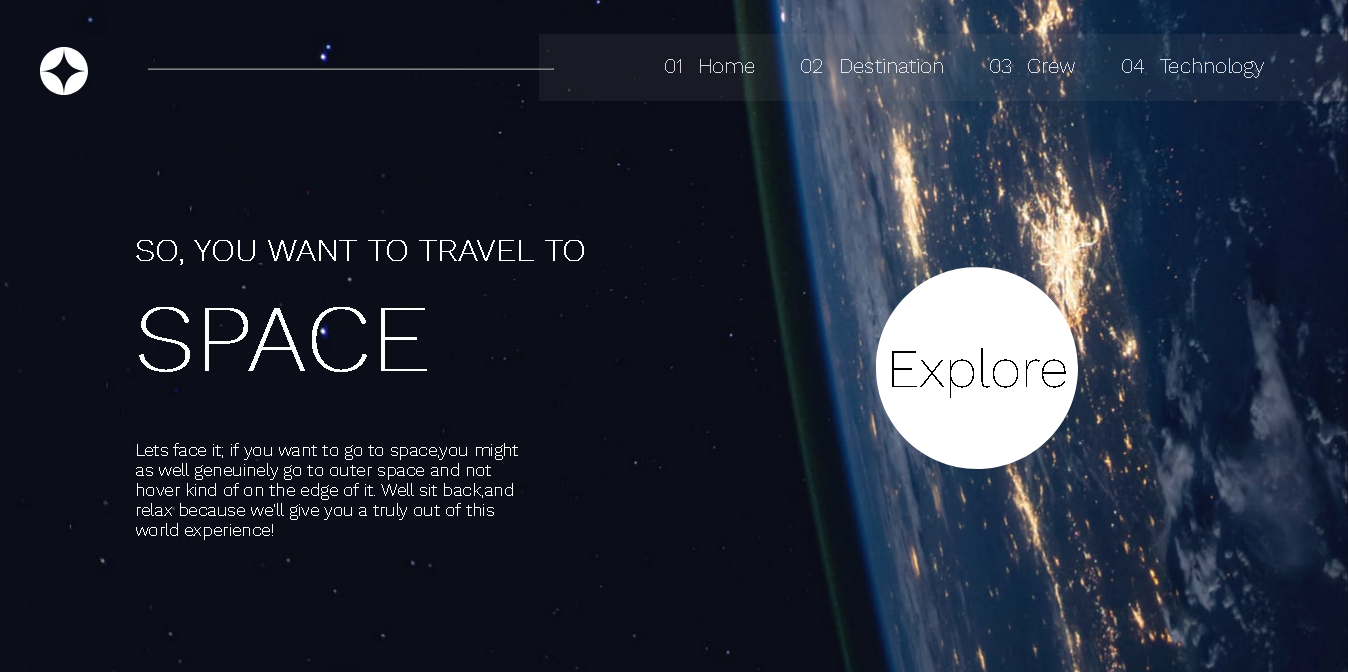 01 Home 02 Destination 03 Crew 04 Technology
SO, YOU WANT TO TRAVEL TO
SPACE
Explore
Lets face it; if you want to go to space,you might
as well geneuinely go to outer space and not
hover kind of on the edge of it. Well sit back,and
relax because we'll give you a truly out of this
world experience!